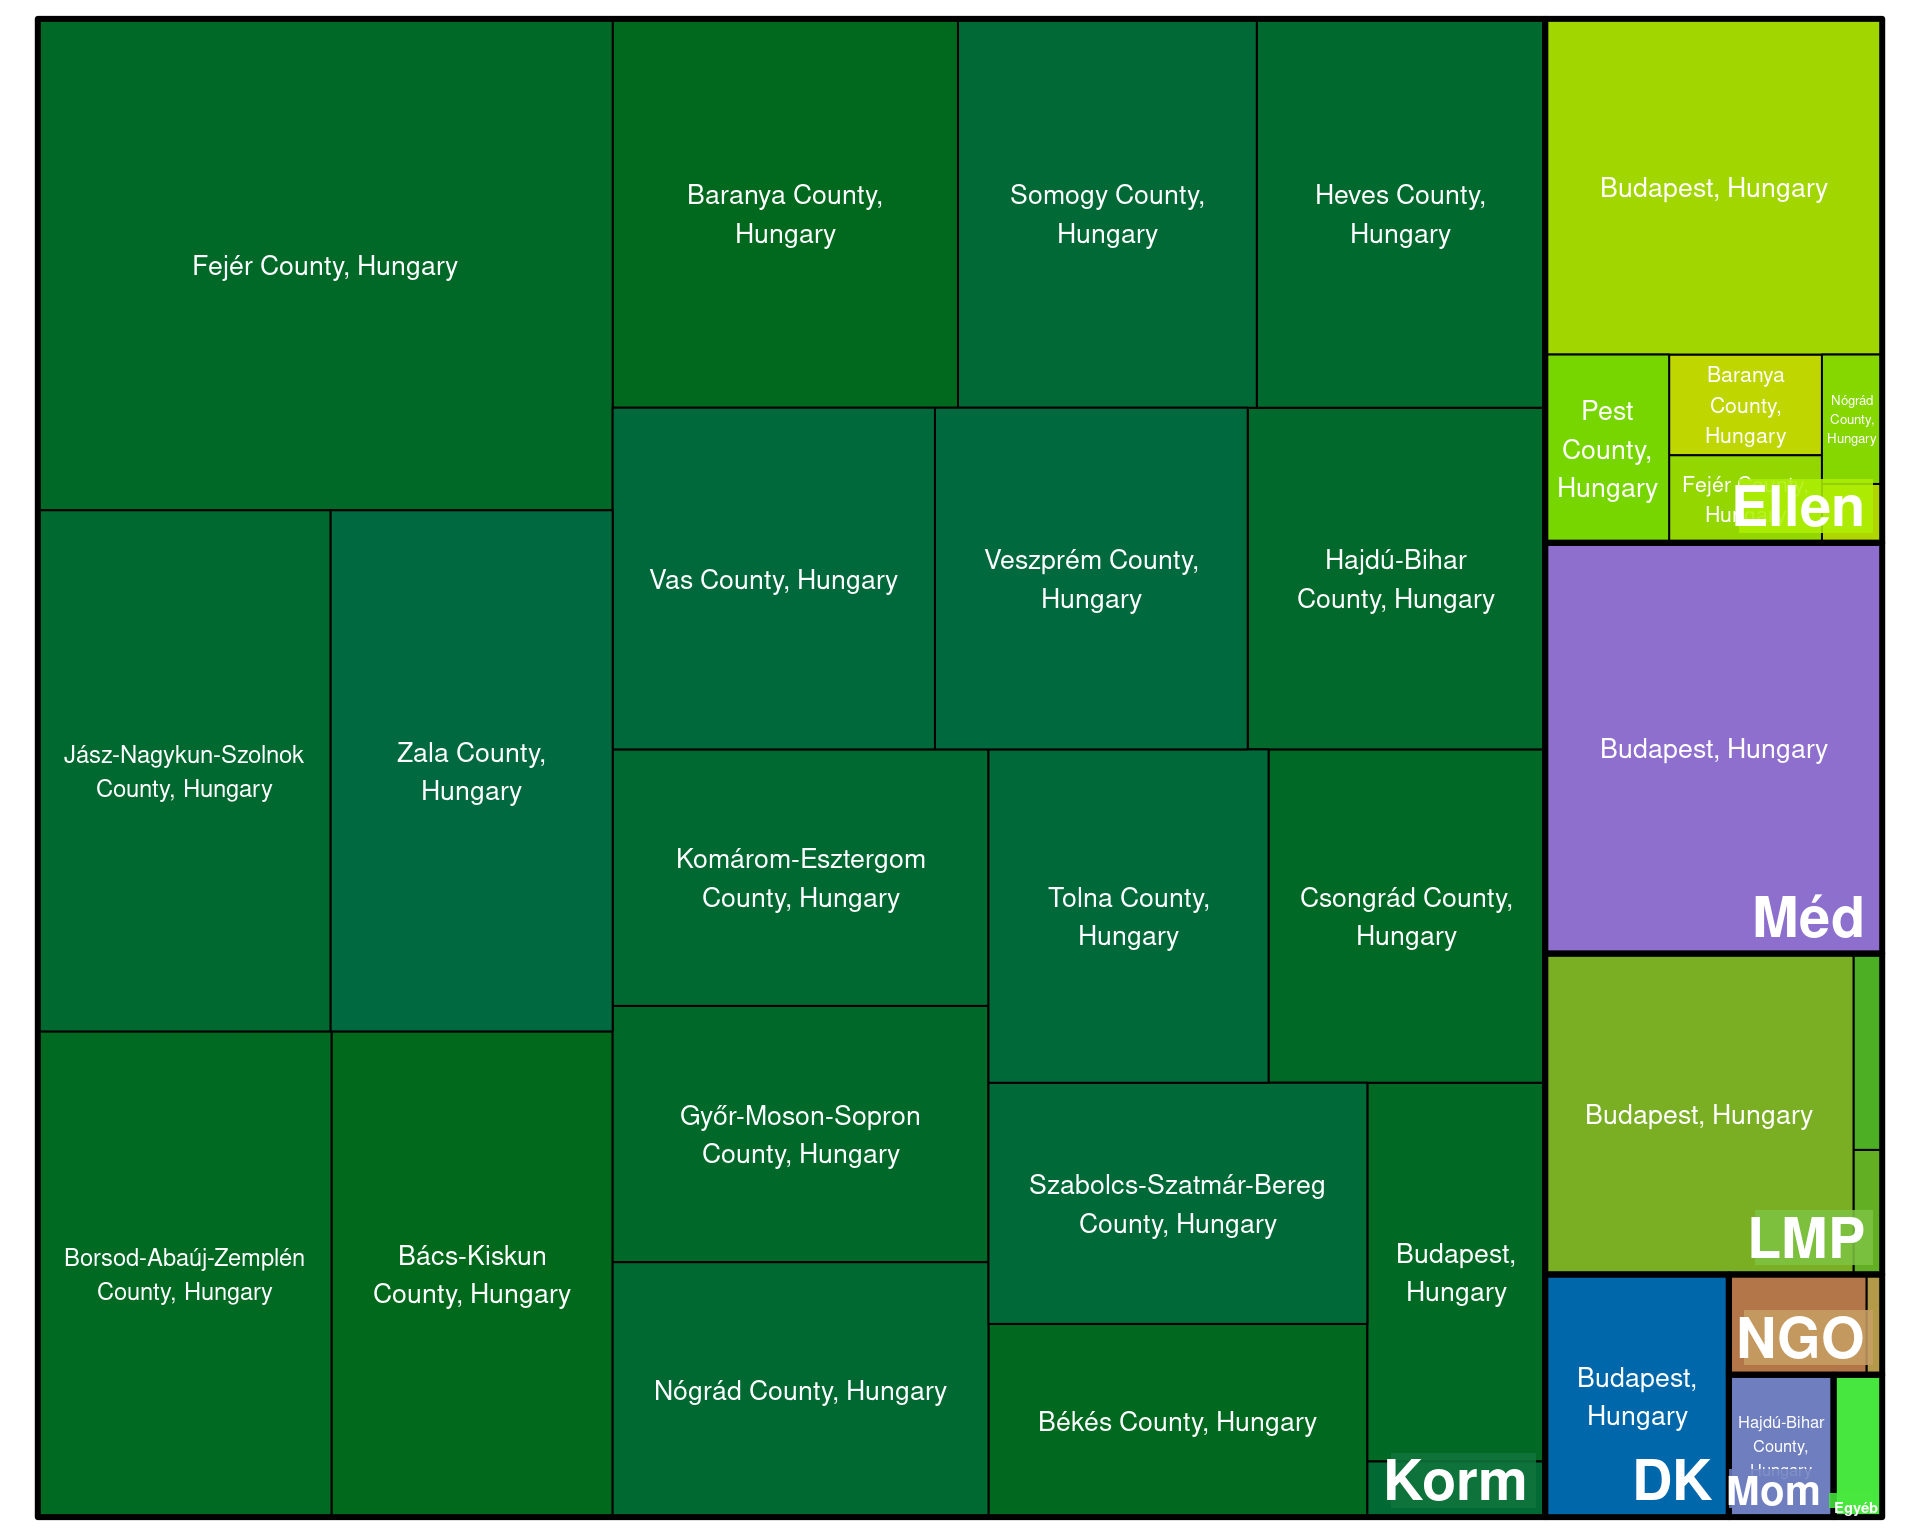 Fejér County, Hungary
Baranya County,
Hungary
Somogy County,
Hungary
Heves County,
Hungary
Budapest, Hungary
Pest
County,
Hungary
Baranya
County,
Hungary
Nógrád
County,
Hungary
Fejér County,
Hungary
Ellen
Jász-Nagykun-Szolnok
County, Hungary
Zala County,
Hungary
Vas County, Hungary
Veszprém County,
Hungary
Hajdú-Bihar
County, Hungary
Budapest, Hungary
Méd
Komárom-Esztergom
County, Hungary
Tolna County,
Hungary
Csongrád County,
Hungary
Borsod-Abaúj-Zemplén
County, Hungary
Bács-Kiskun
County, Hungary
Győr-Moson-Sopron
County, Hungary
Szabolcs-Szatmár-Bereg
County, Hungary
Budapest,
Hungary
Budapest, Hungary
LMP
Nógrád County, Hungary
Békés County, Hungary
Korm
Budapest,
Hungary
DK
NGO
Hajdú-Bihar
County,
Hungary
Mom
Egyéb